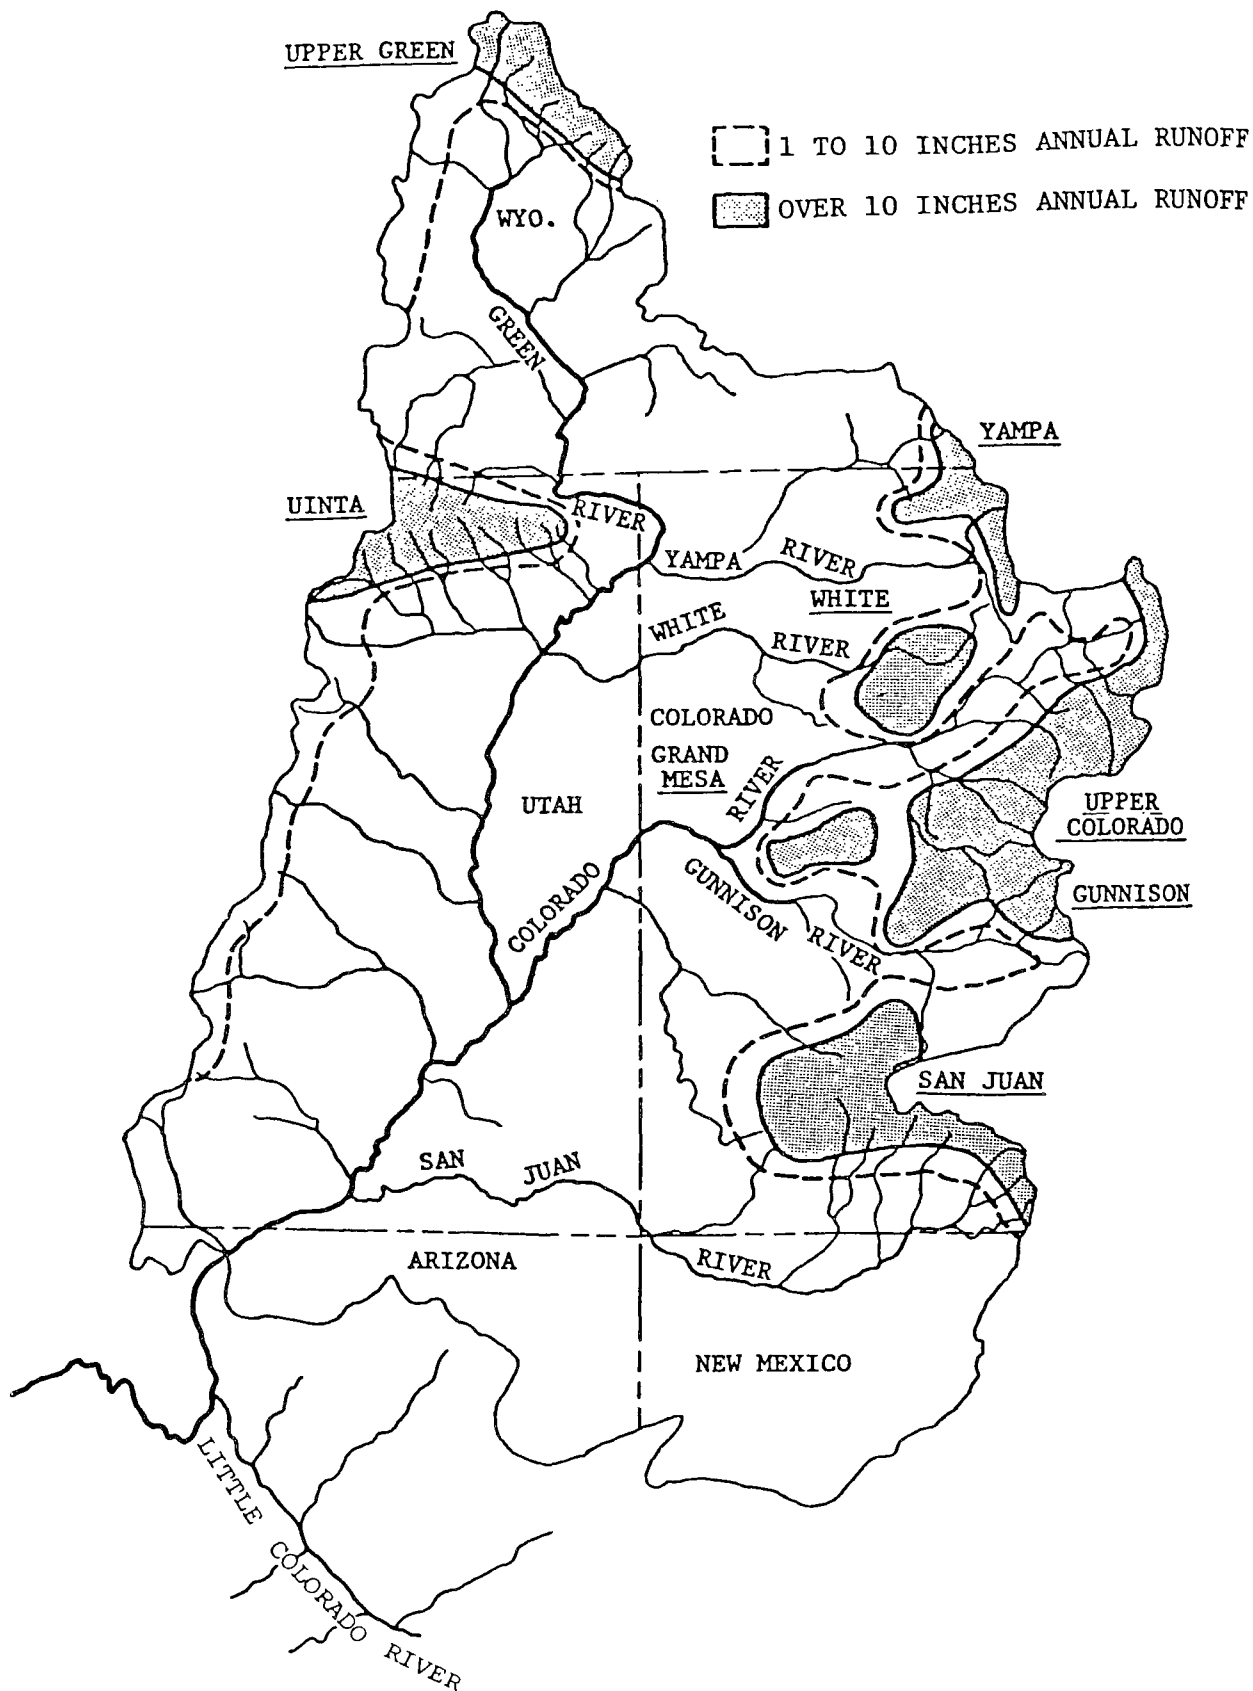 UPPER GREEN
1 TO 10 INCHES ANNUAL RUNOFF
OVER 10 INCHES ANNUAL RUNOFF
WYO.
GREEN
YAMPA
UINTA
RIVER
YAMPA RIVER
WHITE
WHITE RIVER
COLORADO
GRAND
MESA
RIVER
UTAH
UPPER
COLORADO
COLORADO
GUNNISON
GUNNISON RIVER
SAN JUAN
SAN JUAN
RIVER
ARIZONA
NEW MEXICO
LITTLE COLORADO RIVER